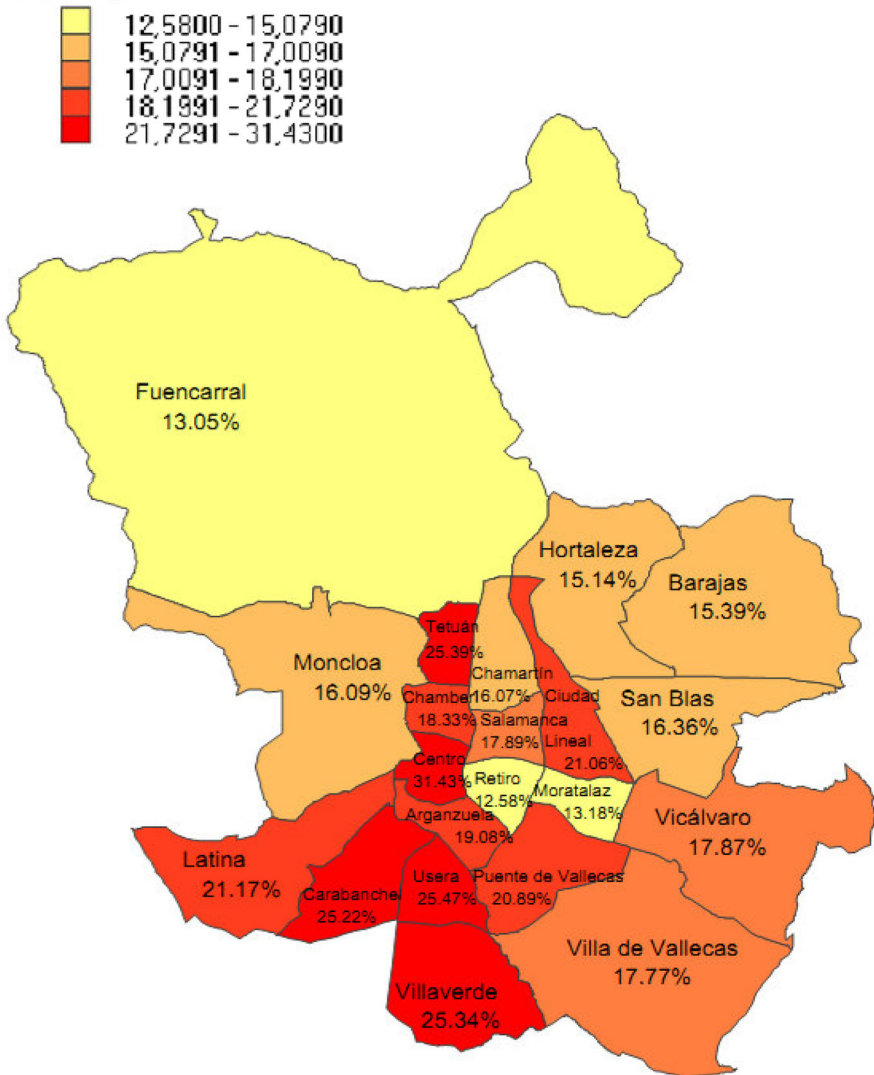 12,5800 - 15,0790
15,0791 - 17,0090
17,0091 - 18,1990
18,1991 - 21,7290
21,7291 - 31,4300
Fuencarral
13.05%
Hortaleza
15.14%
Barajas
15.39%
Tetuán
25.39%
Moncloa
16.09%
Chamartín
16.07%
Chamber
18.33%
Salamanca
17.89%
Ciudad
Lineal
21.06%
San Blas
16.36%
Centro
31.43%
Retiro
12.58%
Moratalaz
13.18%
Arganzuela
19.08%
Vicálvaro
17.87%
Latina
21.17%
Carabanchel
25.22%
Usera
25.47%
Puente de Vallecas
20.89%
Villa de Vallecas
17.77%
Villaverde
25.34%